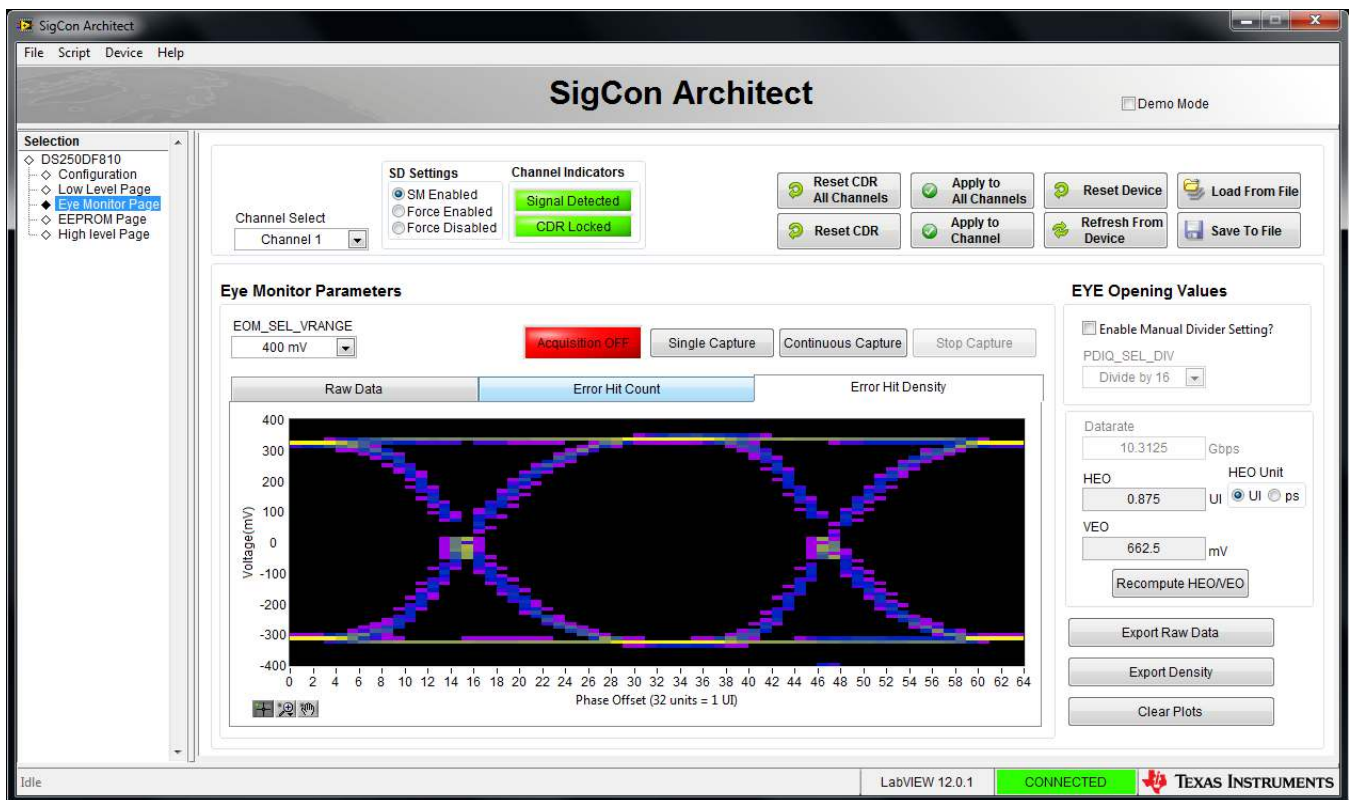 SigCon Architect
File Script Device Help
SigCon Architect
Demo Mode
Selection
DS250DF810
Configuration
Low Level Page
Eye Monitor Page
EEPROM Page
High level Page
Channel Select
Channel 1
SD Settings
SM Enabled
Force Enabled
Force Disabled
Channel Indicators
Signal Detected
CDR Locked
Reset CDR
All Channels
Apply to
All Channels
Reset Device
Load From File
Reset CDR
Apply to
Channel
Refresh From
Device
Save To File
Eye Monitor Parameters
EOM_SEL_VRANGE
400 mV
Acquisition OFF
Single Capture
Continuous Capture
Stop Capture
Raw Data
Error Hit Count
Error Hit Density
400
300
200
100
0
-100
-200
-300
-400
Voltage(mV)
0 2 4 6 8 10 12 14 16 18 20 22 24 26 28 30 32 34 36 38 40 42 44 46 48 50 52 54 56 58 60 62 64
Phase Offset (32 units = 1 UI)
EYE Opening Values
Enable Manual Divider Setting?
PDIQ_SEL_DIV
Divide by 16
Datarate
10.3125 Gbps
HEO
HEO Unit
0.875 UI
UI ps
VEO
662.5 mV
Recompute HEO/VEO
Export Raw Data
Export Density
Clear Plots
Idle
LabVIEW 12.0.1
CONNECTED
TEXAS INSTRUMENTS